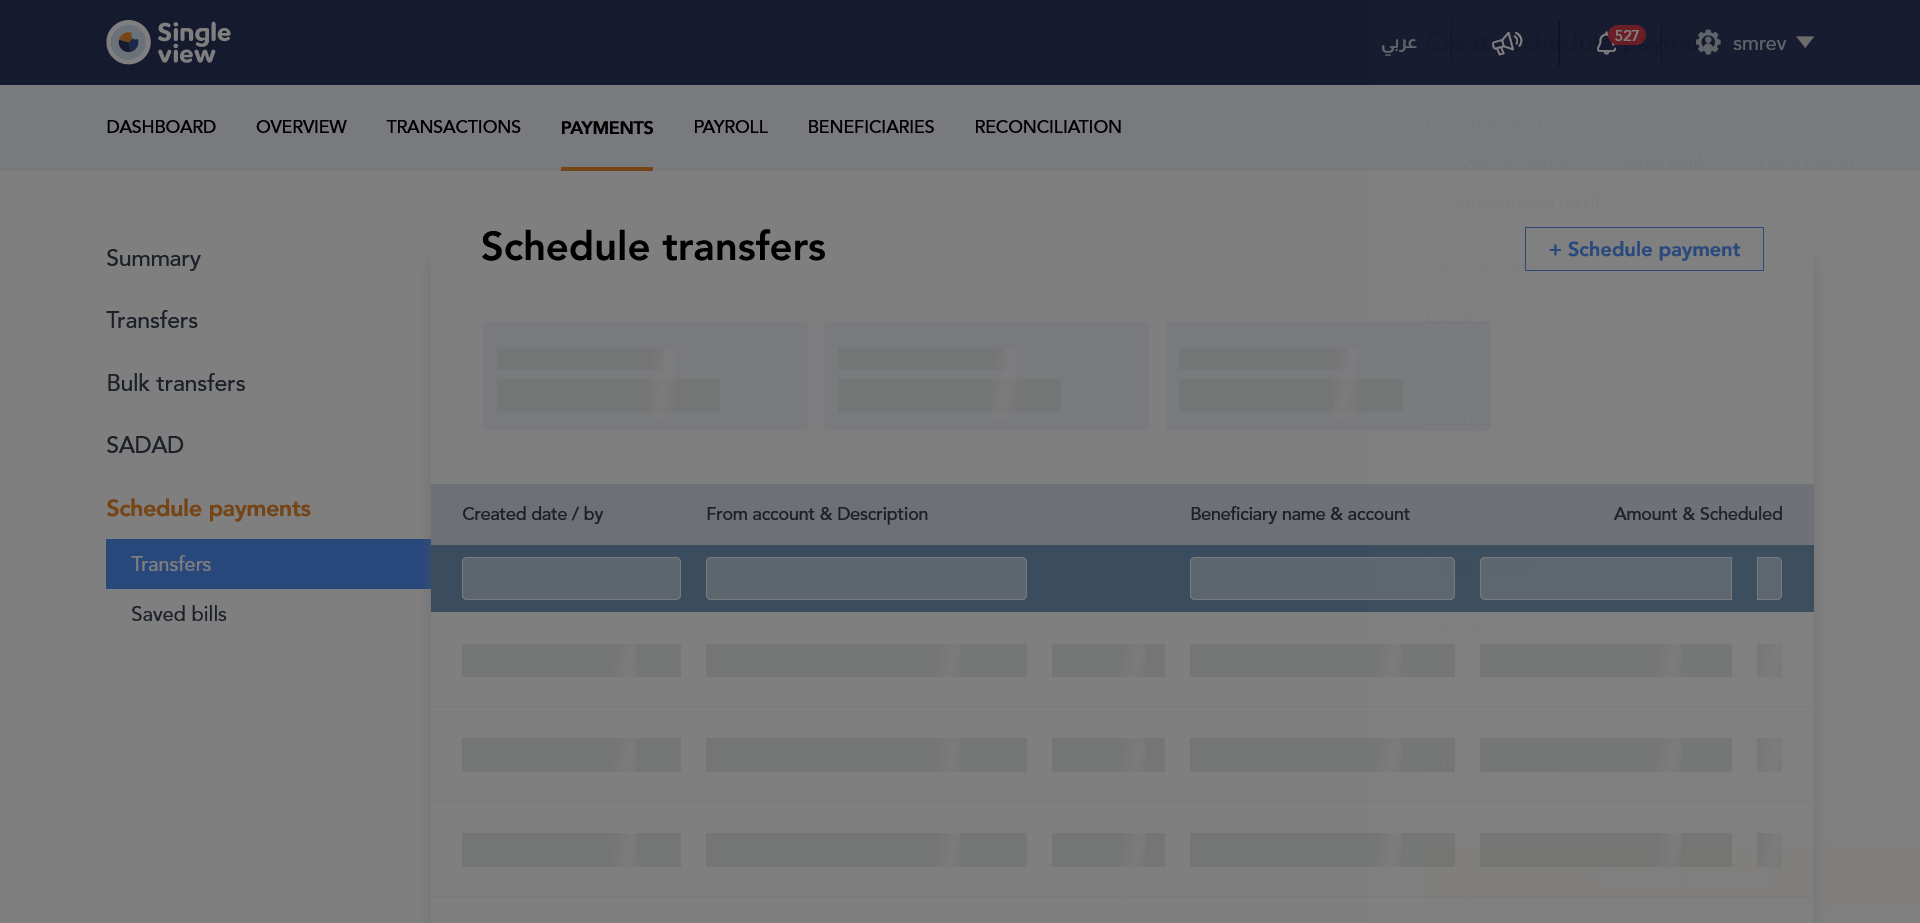 Single
view
عربي
527
smrev
DASHBOARD
OVERVIEW
TRANSACTIONS
PAYMENTS
PAYROLL
BENEFICIARIES
RECONCILIATION
Summary
Transfers
Bulk transfers
SADAD
Schedule payments
Transfers
Saved bills
Schedule transfers
+ Schedule payment
Created date / by
From account & Description
Beneficiary name & account
Amount & Scheduled